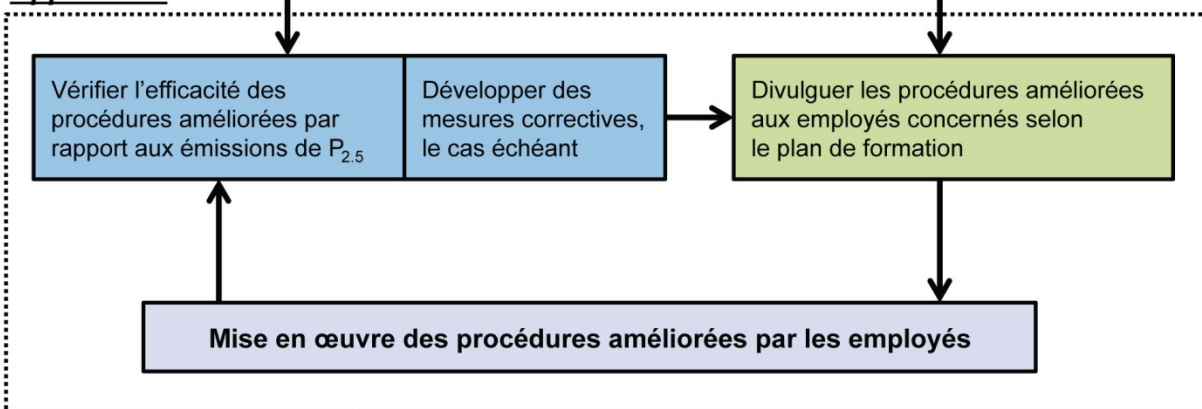 Vérifier l’efficacité des
procédures améliorées par
rapport aux émissions de P2.5
Développer des
mesures correctives,
le cas échéant
Divulguer les procédures améliorées
aux employés concernés selon
le plan de formation
Mise en œuvre des procédures améliorées par les employés